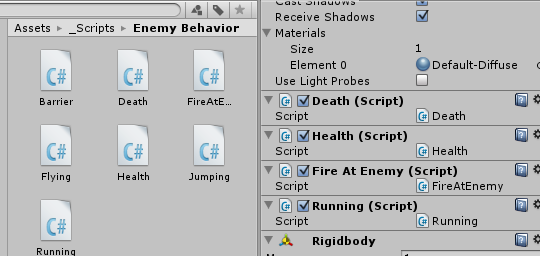 Assets ▸ _Scripts ▸ Enemy Behavior
Barrier
Death
FireAtE...
Flying
Health
Jumping
Running
Cast Shadows
Receive Shadows
Materials
Size 1
Element 0 Default-Diffuse
Use Light Probes
Death (Script)
Script Death
Health (Script)
Script Health
Fire At Enemy (Script)
Script FireAtEnemy
Running (Script)
Script Running
Rigidbody